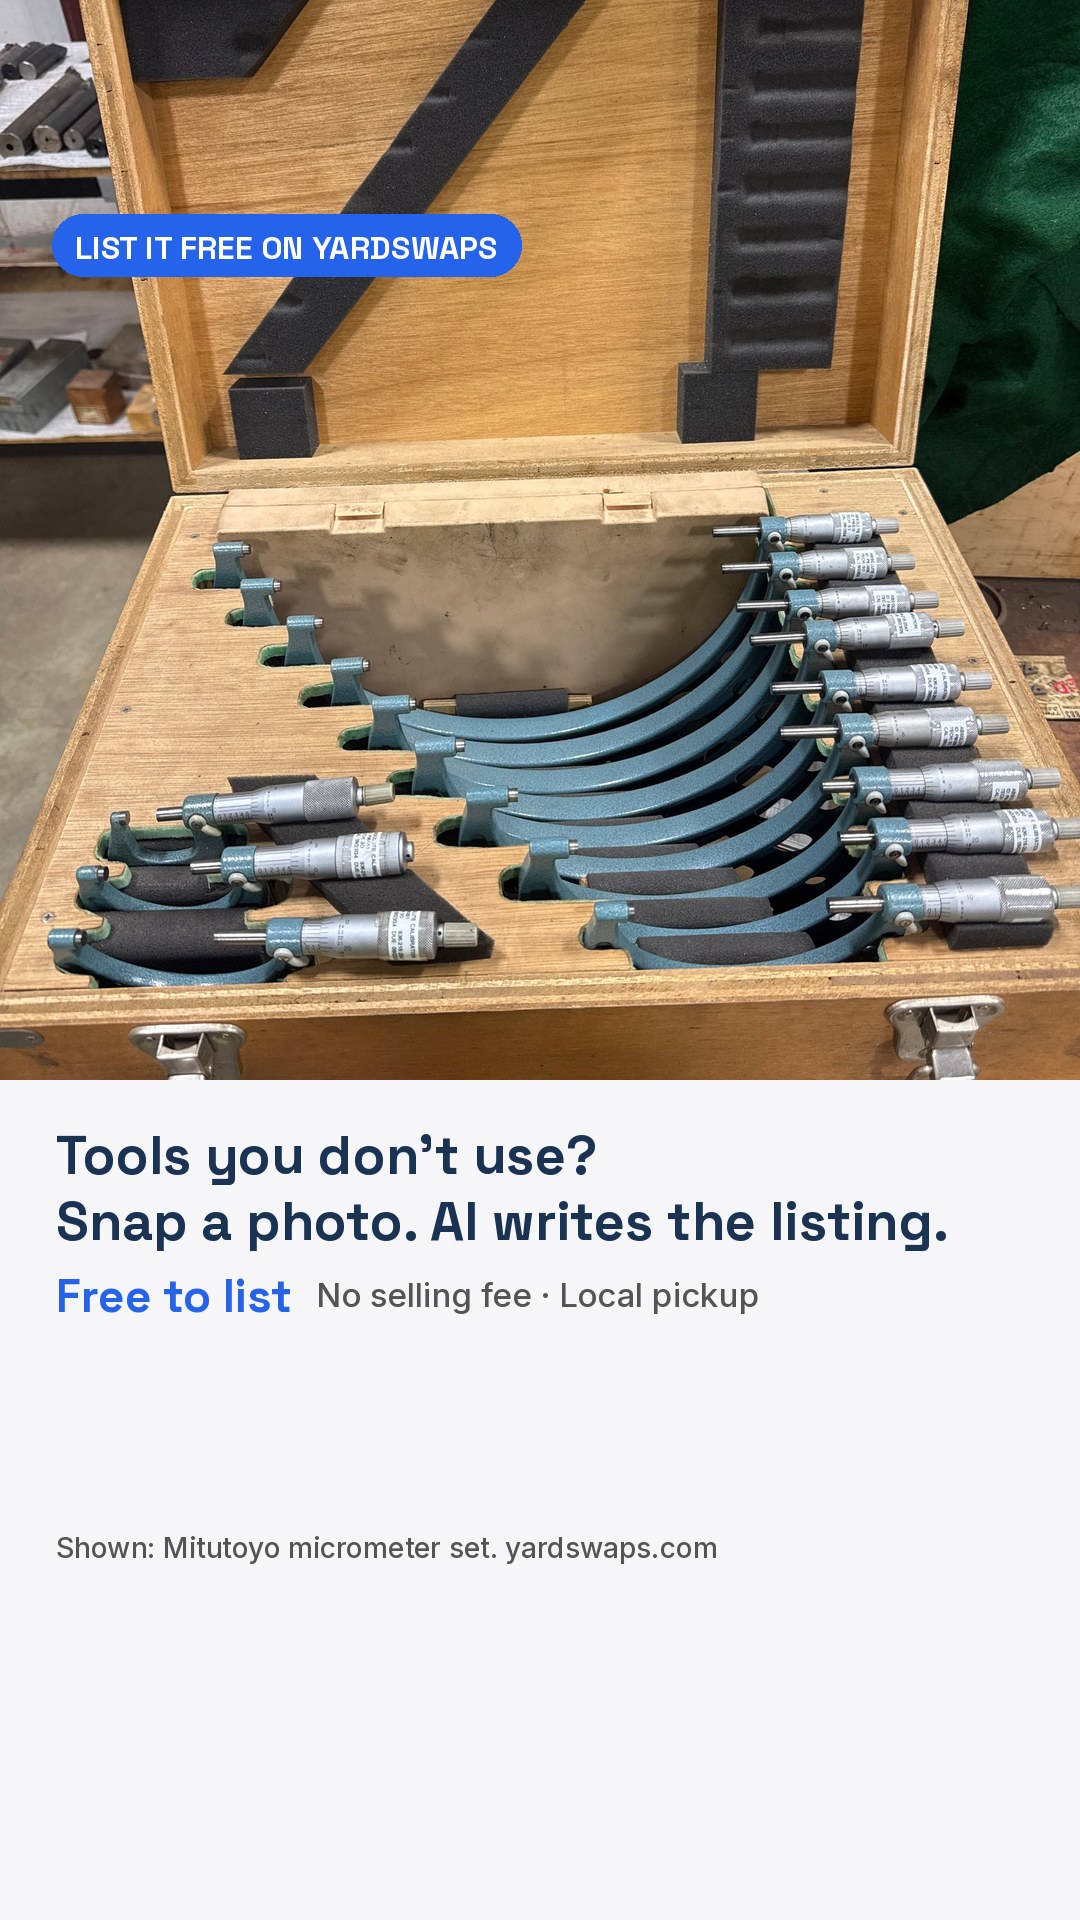 LIST IT FREE ON YARDSWAPS
Tools you don’t use?
Snap a photo. AI writes the listing.
Free to list No selling fee · Local pickup
Shown: Mitutoyo micrometer set. yardswaps.com